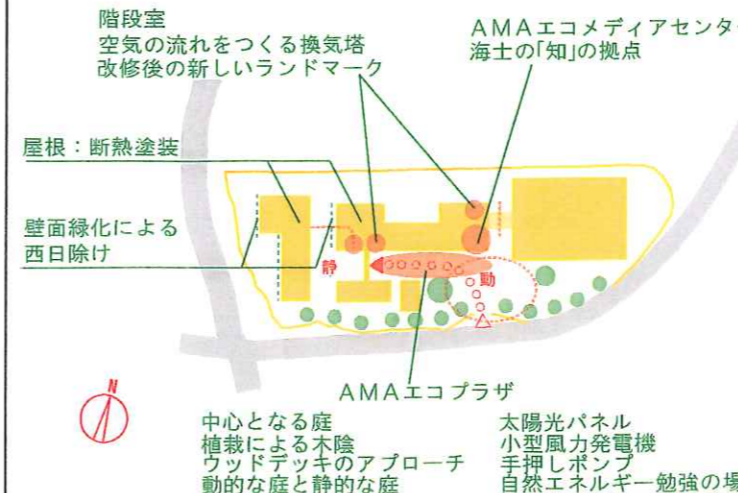 階段室
空気の流れをつくる換気塔
改修後の新しいランドマーク
AMAエコメディアセンター
海士の「知」の拠点
屋根：断熱塗装
壁面緑化による
西日除け
静
動
AMAエコプラザ
N
中心となる庭
植栽による木陰
ウッドデッキのアプローチ
動的な庭と静的な庭
太陽光パネル
小型風力発電機
手押しポンプ
自然エネルギー勉強の場